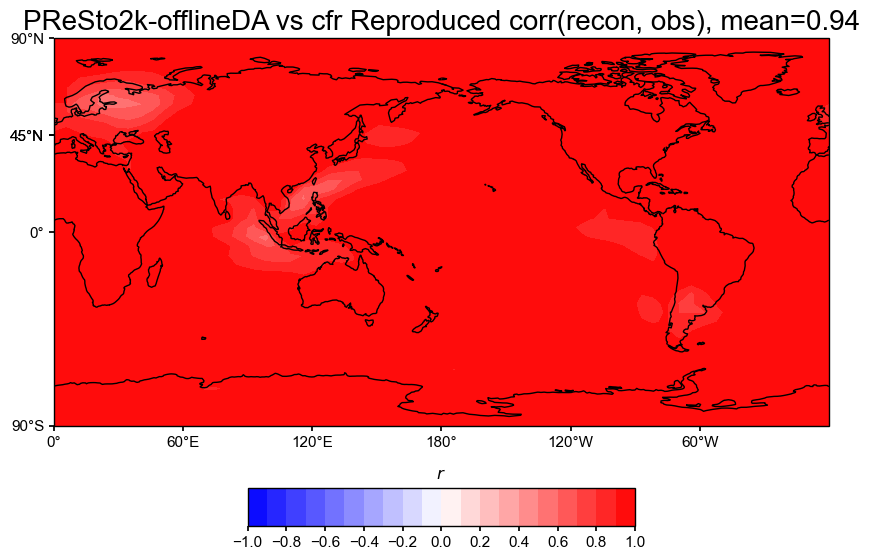 PReSto2k-offlineDA vs cfr Reproduced corr(recon, obs), mean=0.94
90°N
45°N
0°
90°S
0° 60°E 120°E 180° 120°W 60°W
r
−1.0 −0.8 −0.6 −0.4 −0.2 0.0 0.2 0.4 0.6 0.8 1.0